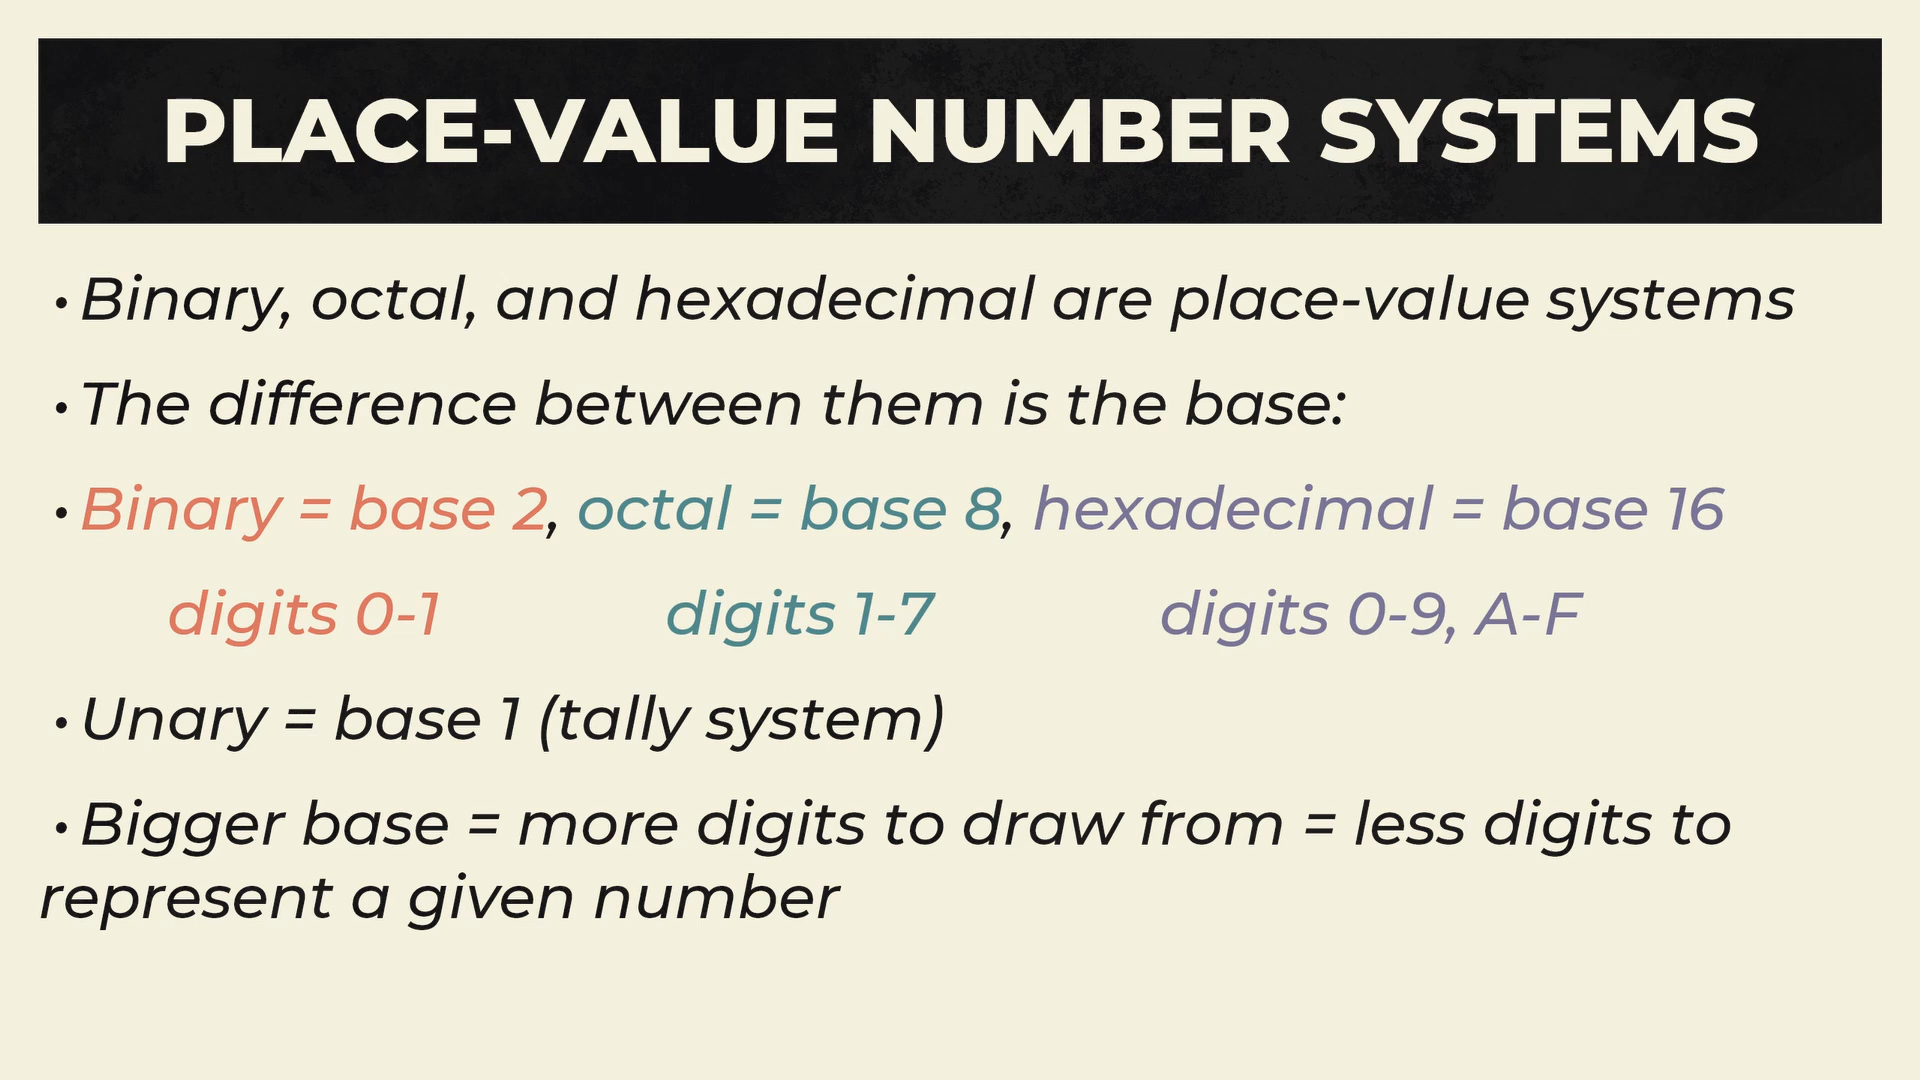 PLACE-VALUE NUMBER SYSTEMS
• Binary, octal, and hexadecimal are place-value systems
• The difference between them is the base:
• Binary = base 2, octal = base 8, hexadecimal = base 16
digits 0-1 digits 1-7 digits 0-9, A-F
• Unary = base 1 (tally system)
• Bigger base = more digits to draw from = less digits to
represent a given number